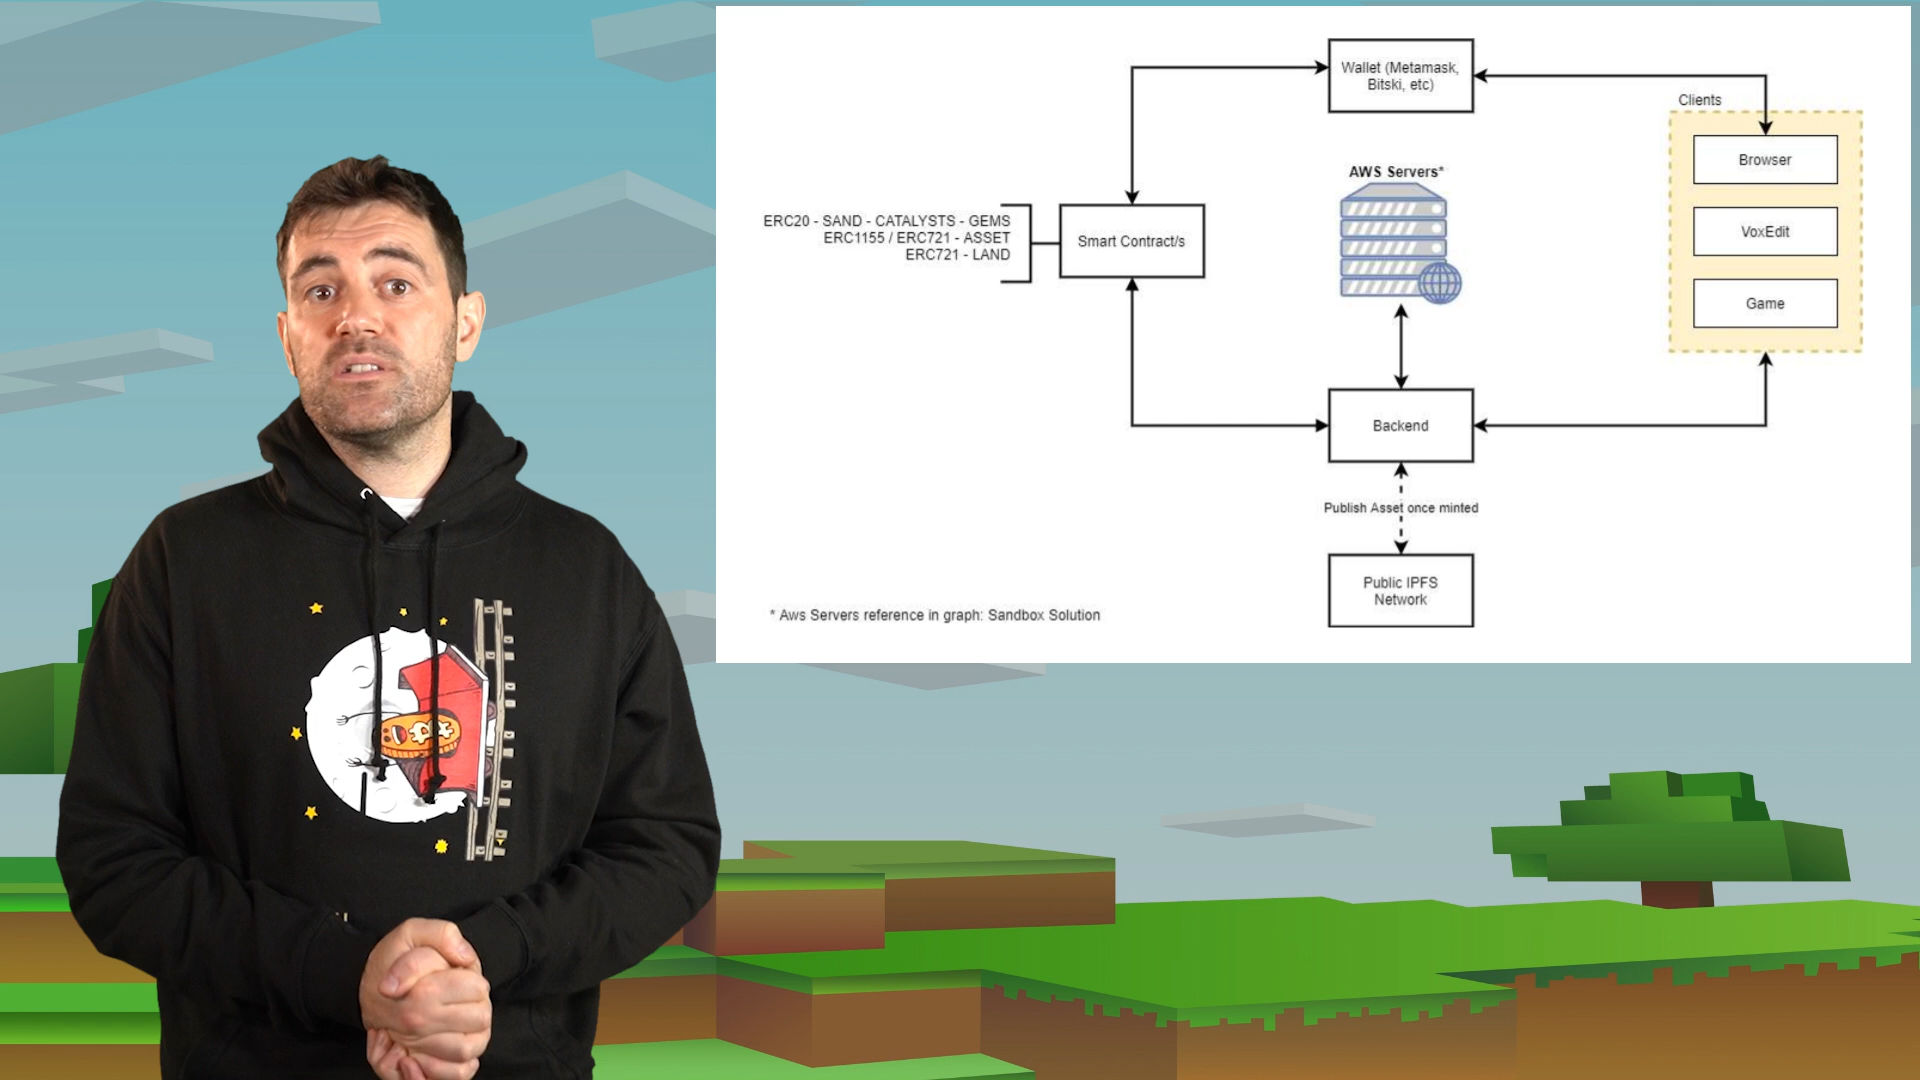 Wallet (Metamask,
Bitski, etc)
Clients
Browser
VoxEdit
Game
AWS Servers*
ERC20 - SAND - CATALYSTS - GEMS
ERC1155 / ERC721 - ASSET
ERC721 - LAND
Smart Contract/s
Backend
Publish Asset once minted
Public IPFS
Network
* Aws Servers reference in graph: Sandbox Solution